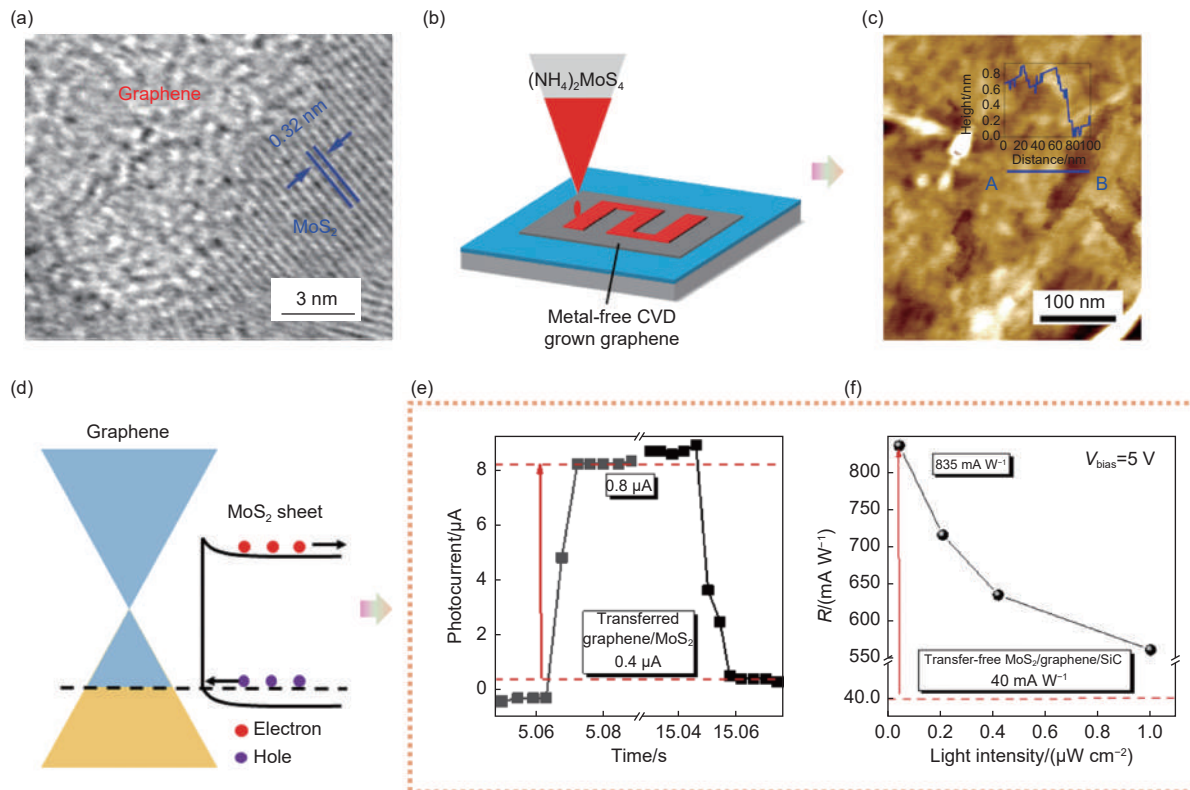 (a)
Graphene
0.32 nm
MoS₂
3 nm
(b)
(NH₄)₂MoS₄
Metal-free CVD
grown graphene
(c)
Height/nm
0.8
0.6
0.4
0.2
0.0
0 20 40 60 80100
Distance/nm
A B
100 nm
(d)
Graphene
MoS₂ sheet
Electron
Hole
(e)
Photocurrent/μA
8
6
4
2
0
0.8 μA
Transferred
graphene/MoS₂
0.4 μA
5.06 5.08 15.04 15.06
Time/s
(f)
R/(mA W⁻¹)
800
750
700
650
600
550
40.0
835 mA W⁻¹
V_bias=5 V
Transfer-free MoS₂/graphene/SiC
40 mA W⁻¹
0.0 0.2 0.4 0.6 0.8 1.0
Light intensity/(μW cm⁻²)